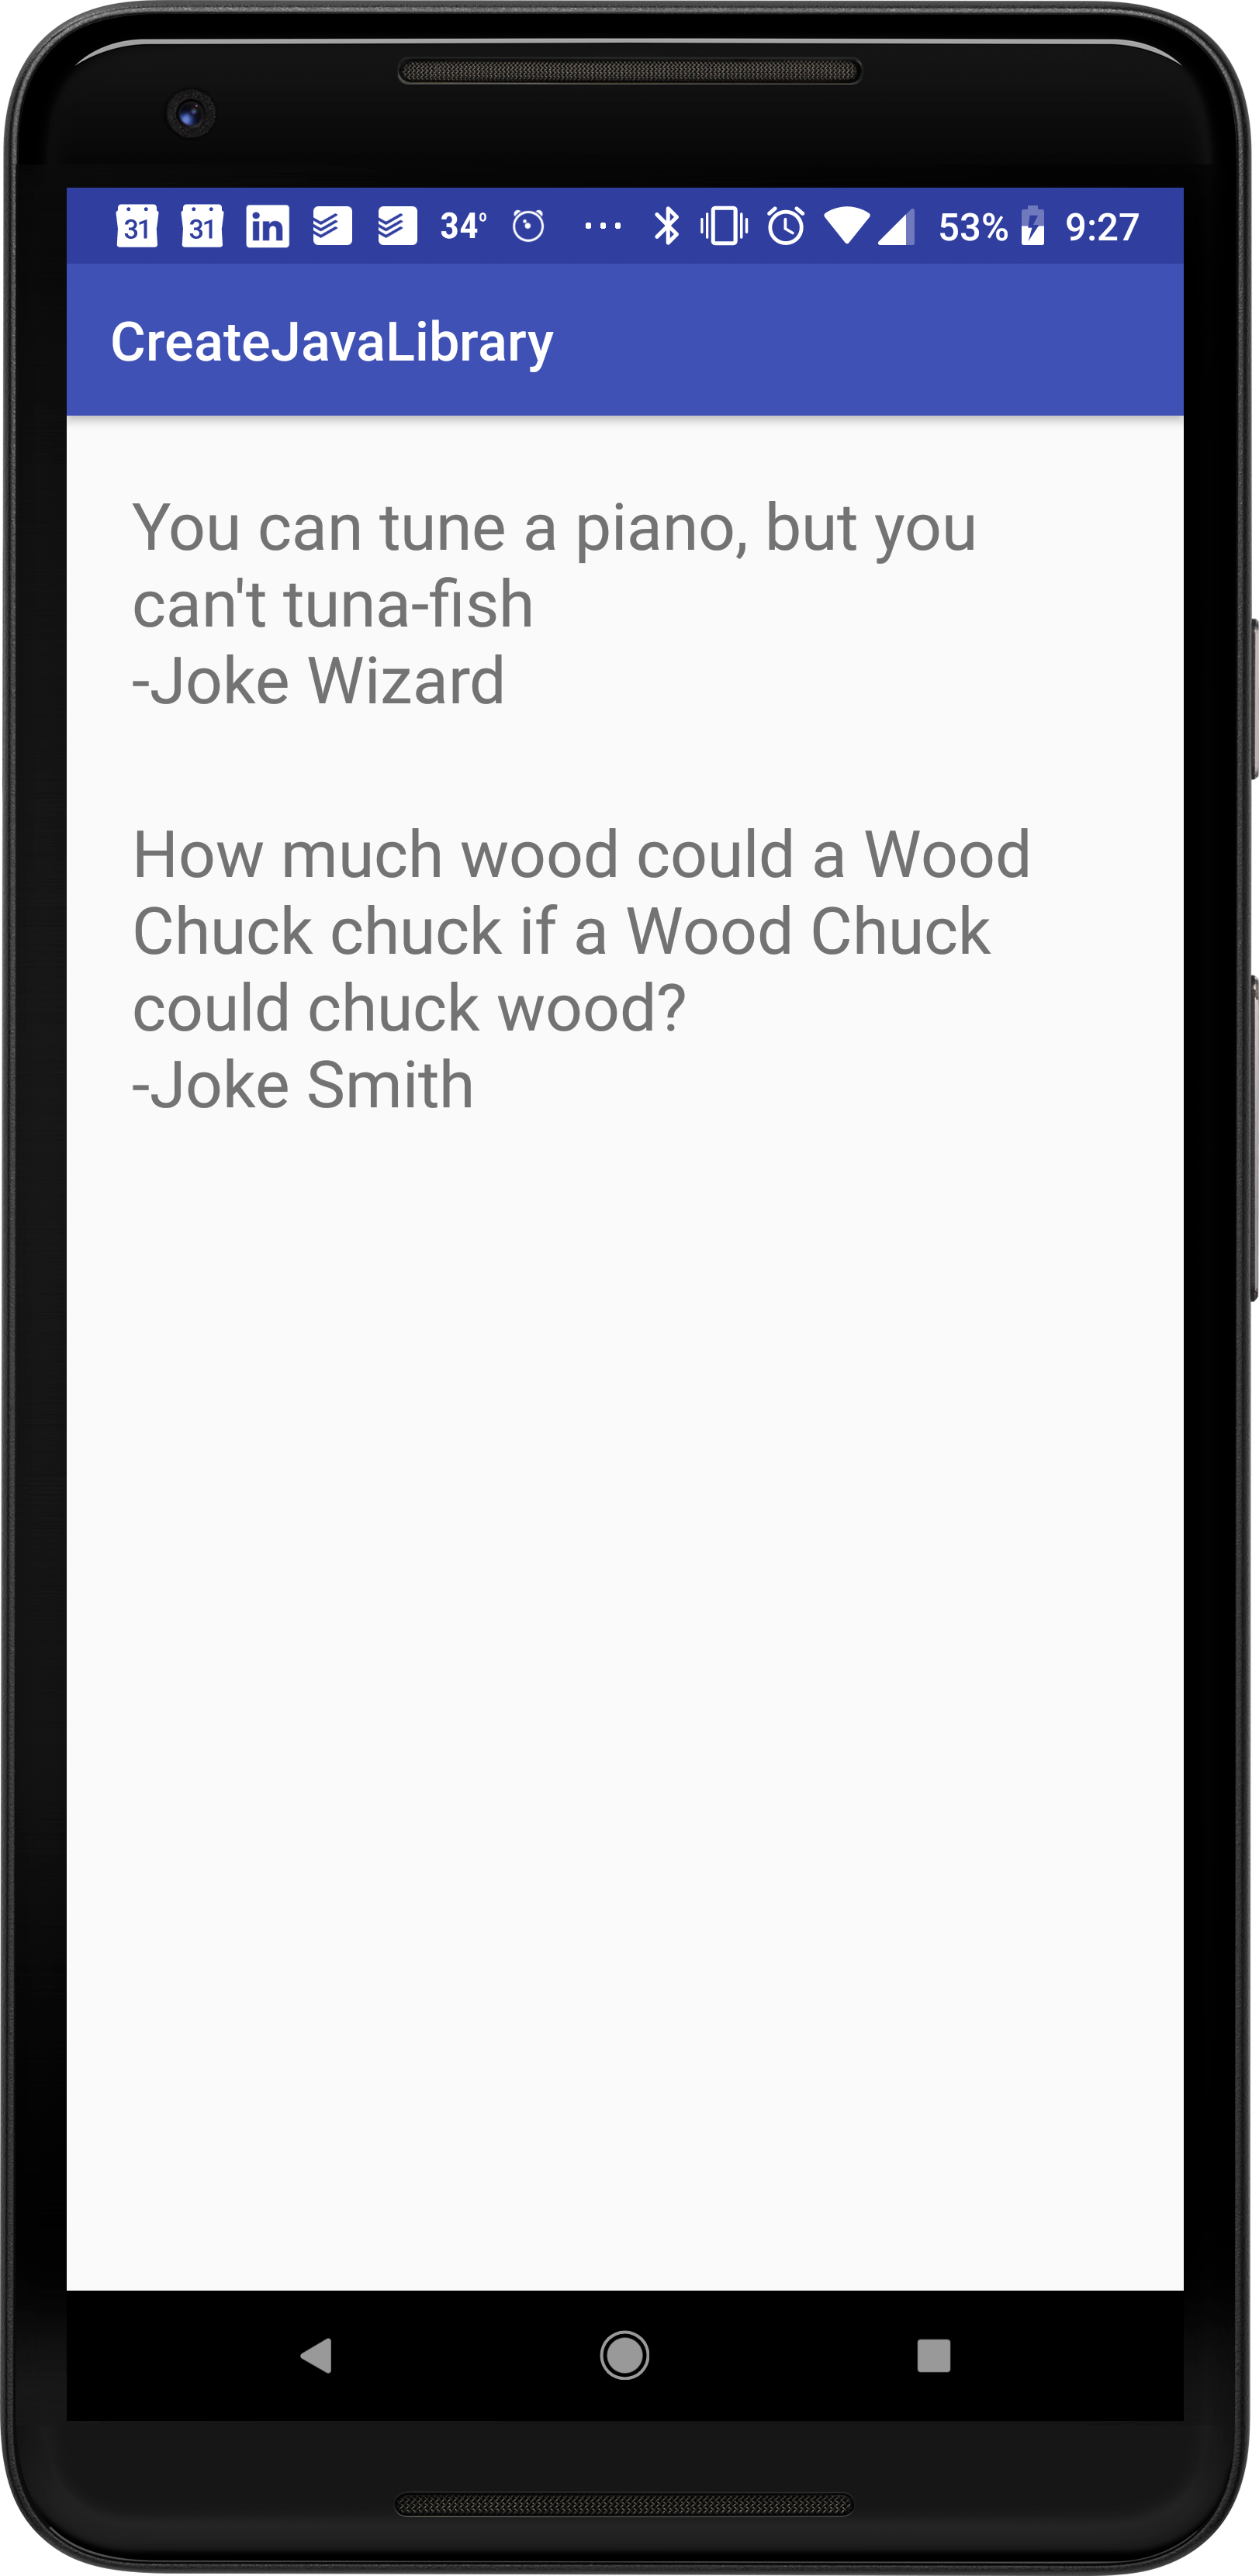 31 31 in 34° 53% 9:27
CreateJavaLibrary
You can tune a piano, but you
can't tuna-fish
-Joke Wizard
How much wood could a Wood
Chuck chuck if a Wood Chuck
could chuck wood?
-Joke Smith